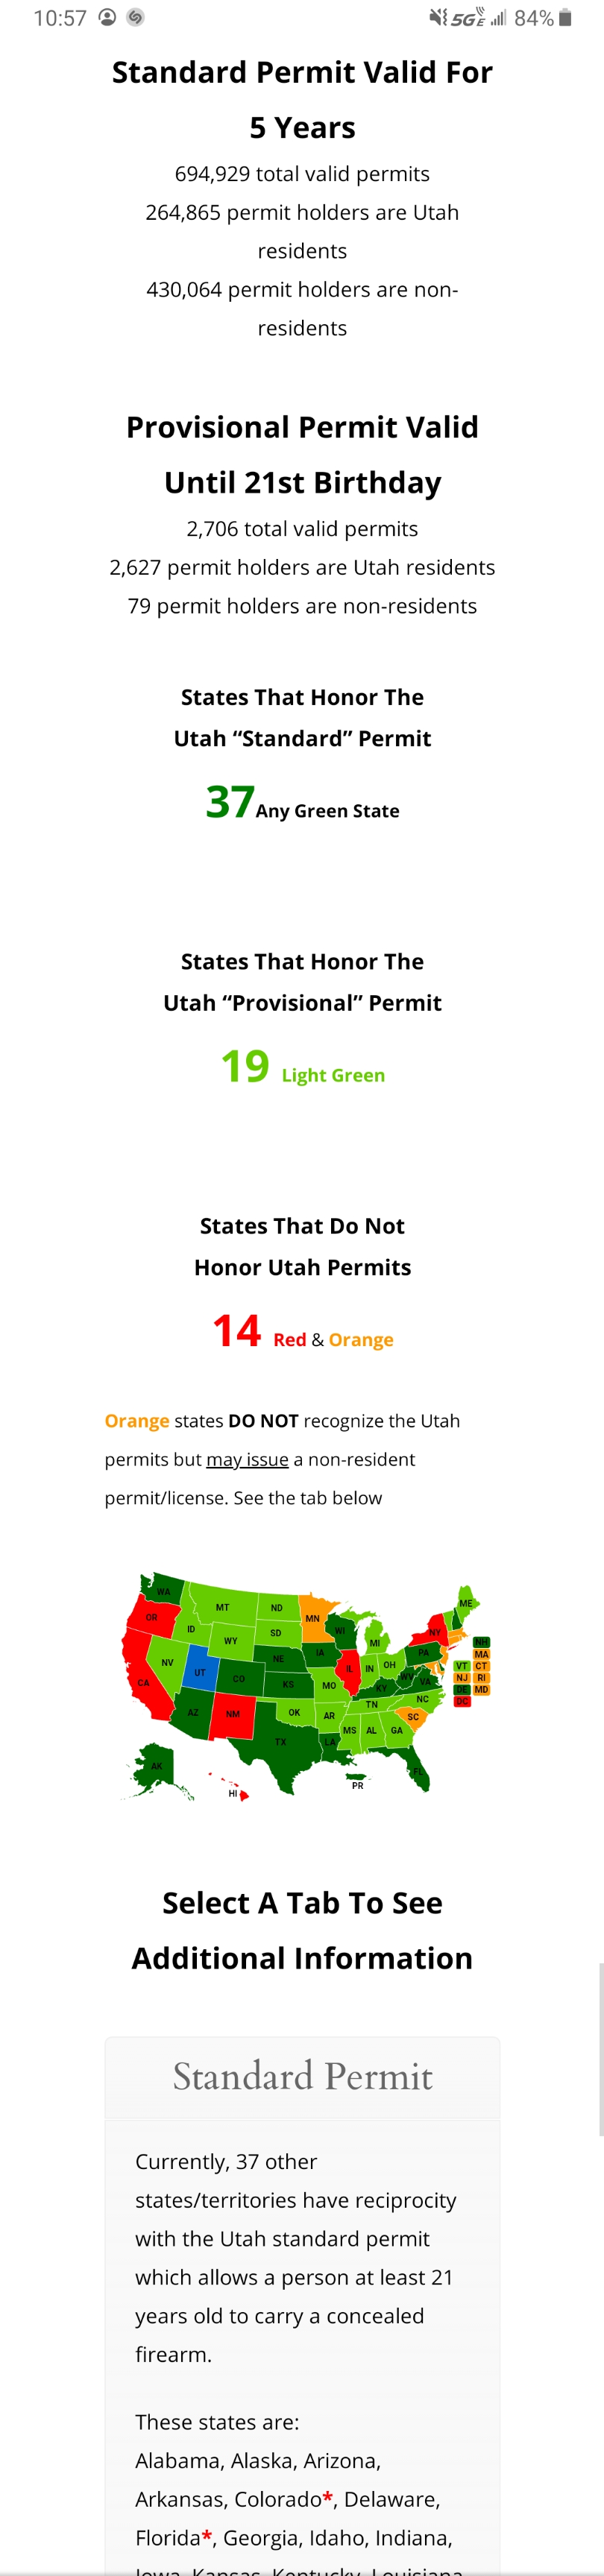 10:57
5GE 84%
Standard Permit Valid For
5 Years
694,929 total valid permits
264,865 permit holders are Utah
residents
430,064 permit holders are non-
residents
Provisional Permit Valid
Until 21st Birthday
2,706 total valid permits
2,627 permit holders are Utah residents
79 permit holders are non-residents
States That Honor The
Utah “Standard” Permit
37 Any Green State
States That Honor The
Utah “Provisional” Permit
19 Light Green
States That Do Not
Honor Utah Permits
14 Red & Orange
Orange states DO NOT recognize the Utah
permits but may issue a non-resident
permit/license. See the tab below
WA
MT ND MN ME
OR ID SD WI NY
WY MI NH
NE IA PA MA
NV UT IL IN OH VT CT
CA CO KS MO KY WV VA NJ RI
DE MD
TN NC DC
AZ NM OK AR SC
MS AL GA
TX LA
AK FL
HI PR
Select A Tab To See
Additional Information
Standard Permit
Currently, 37 other
states/territories have reciprocity
with the Utah standard permit
which allows a person at least 21
years old to carry a concealed
firearm.
These states are:
Alabama, Alaska, Arizona,
Arkansas, Colorado*, Delaware,
Florida*, Georgia, Idaho, Indiana,
Iowa, Kansas, Kentucky, Louisiana